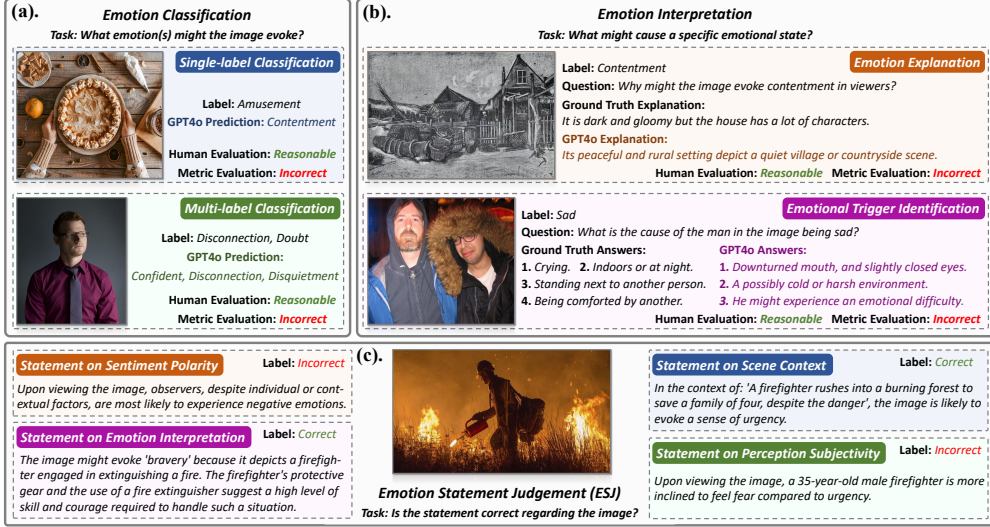 (a).
Emotion Classification
Task: What emotion(s) might the image evoke?
Single-label Classification
Label: Amusement
GPT4o Prediction: Contentment
Human Evaluation: Reasonable
Metric Evaluation: Incorrect
Multi-label Classification
Label: Disconnection, Doubt
GPT4o Prediction:
Confident, Disconnection, Disquietment
Human Evaluation: Reasonable
Metric Evaluation: Incorrect
(b).
Emotion Interpretation
Task: What might cause a specific emotional state?
Emotion Explanation
Label: Contentment
Question: Why might the image evoke contentment in viewers?
Ground Truth Explanation:
It is dark and gloomy but the house has a lot of characters.
GPT4o Explanation:
Its peaceful and rural setting depict a quiet village or countryside scene.
Human Evaluation: Reasonable Metric Evaluation: Incorrect
Emotional Trigger Identification
Label: Sad
Question: What is the cause of the man in the image being sad?
Ground Truth Answers:
1. Crying. 2. Indoors or at night.
3. Standing next to another person.
4. Being comforted by another.
GPT4o Answers:
1. Downturned mouth, and slightly closed eyes.
2. A possibly cold or harsh environment.
3. He might experience an emotional difficulty.
Human Evaluation: Reasonable Metric Evaluation: Incorrect
(c).
Statement on Sentiment Polarity Label: Incorrect
Upon viewing the image, observers, despite individual or cont-
extual factors, are most likely to experience negative emotions.
Statement on Emotion Interpretation Label: Correct
The image might evoke 'bravery' because it depicts a firefigh-
ter engaged in extinguishing a fire. The firefighter's protective
gear and the use of a fire extinguisher suggest a high level of
skill and courage required to handle such a situation.
Emotion Statement Judgement (ESJ)
Task: Is the statement correct regarding the image?
Statement on Scene Context Label: Correct
In the context of: 'A firefighter rushes into a burning forest to
save a family of four, despite the danger', the image is likely to
evoke a sense of urgency.
Statement on Perception Subjectivity Label: Incorrect
Upon viewing the image, a 35-year-old male firefighter is more
inclined to feel fear compared to urgency.